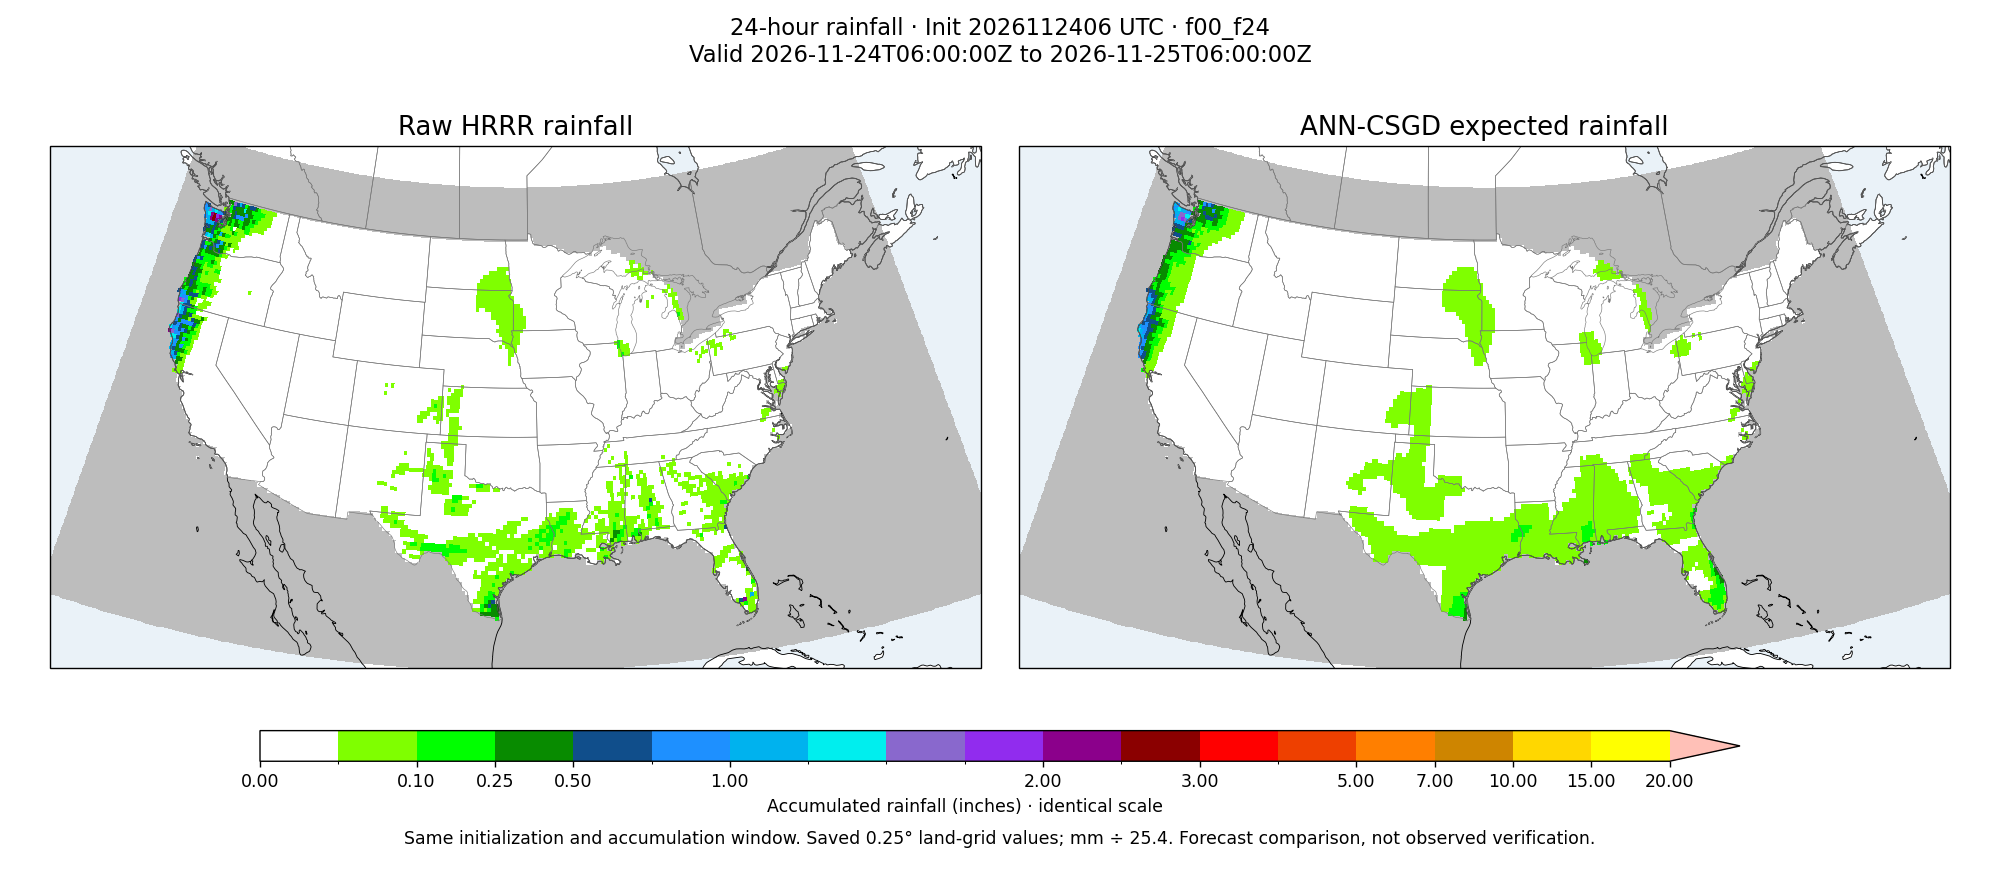 24-hour rainfall · Init 2026112406 UTC · f00_f24
Valid 2026-11-24T06:00:00Z to 2026-11-25T06:00:00Z
Raw HRRR rainfall
ANN-CSGD expected rainfall
0.00 0.10 0.25 0.50 1.00 2.00 3.00 5.00 7.00 10.00 15.00 20.00
Accumulated rainfall (inches) · identical scale
Same initialization and accumulation window. Saved 0.25° land-grid values; mm ÷ 25.4. Forecast comparison, not observed verification.